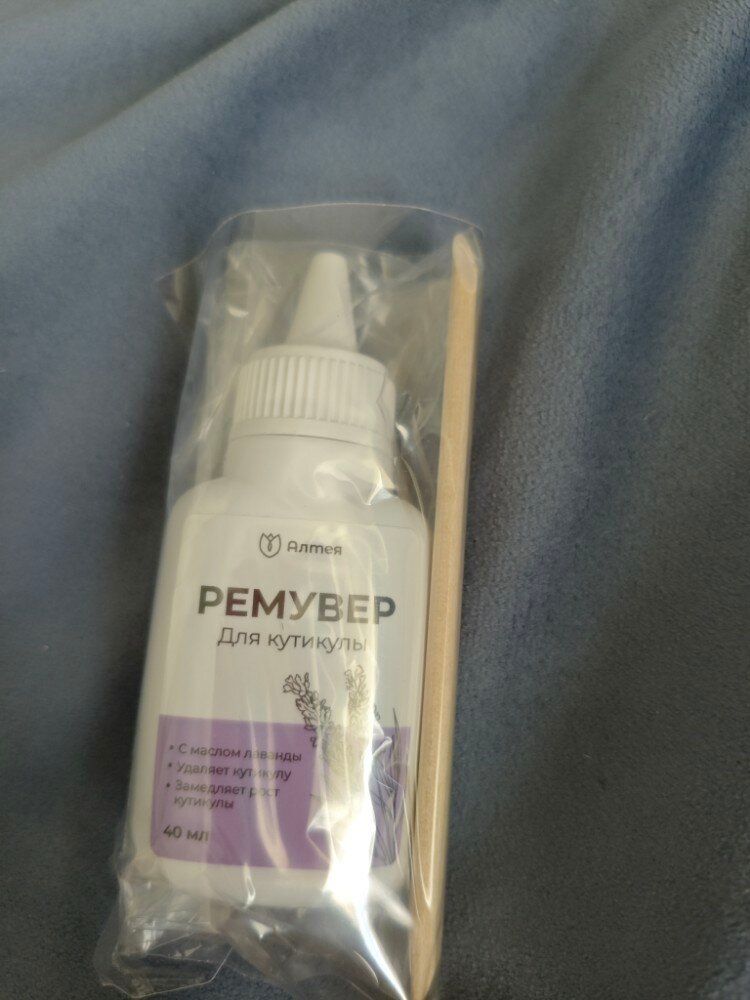 Алтея
РЕМУВЕР
Для кутикулы
• С маслом лаванды
• Удаляет кутикулу
• Замедляет рост
кутикулы
40 мл